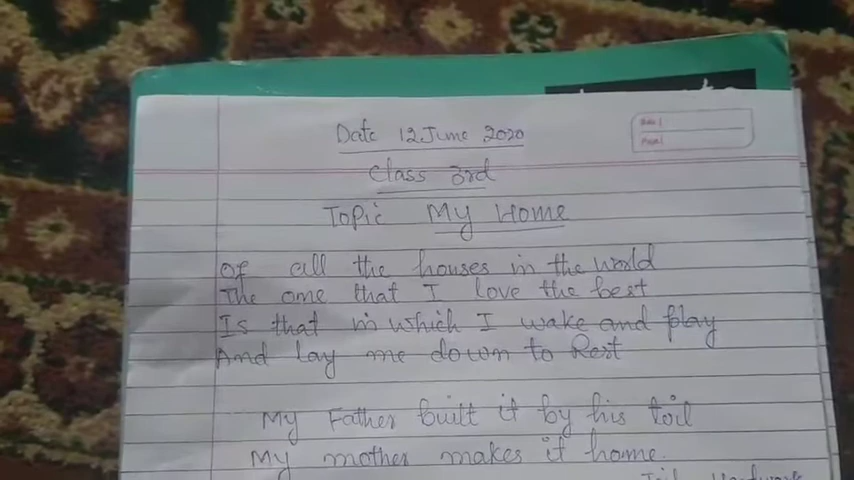 Date 12 June 2020
Class 3rd
Topic My Home
Of all the houses in the world
The one that I love the best
Is that in which I wake and play
And lay me down to Rest
My Father built it by his toil
My mother makes it home.